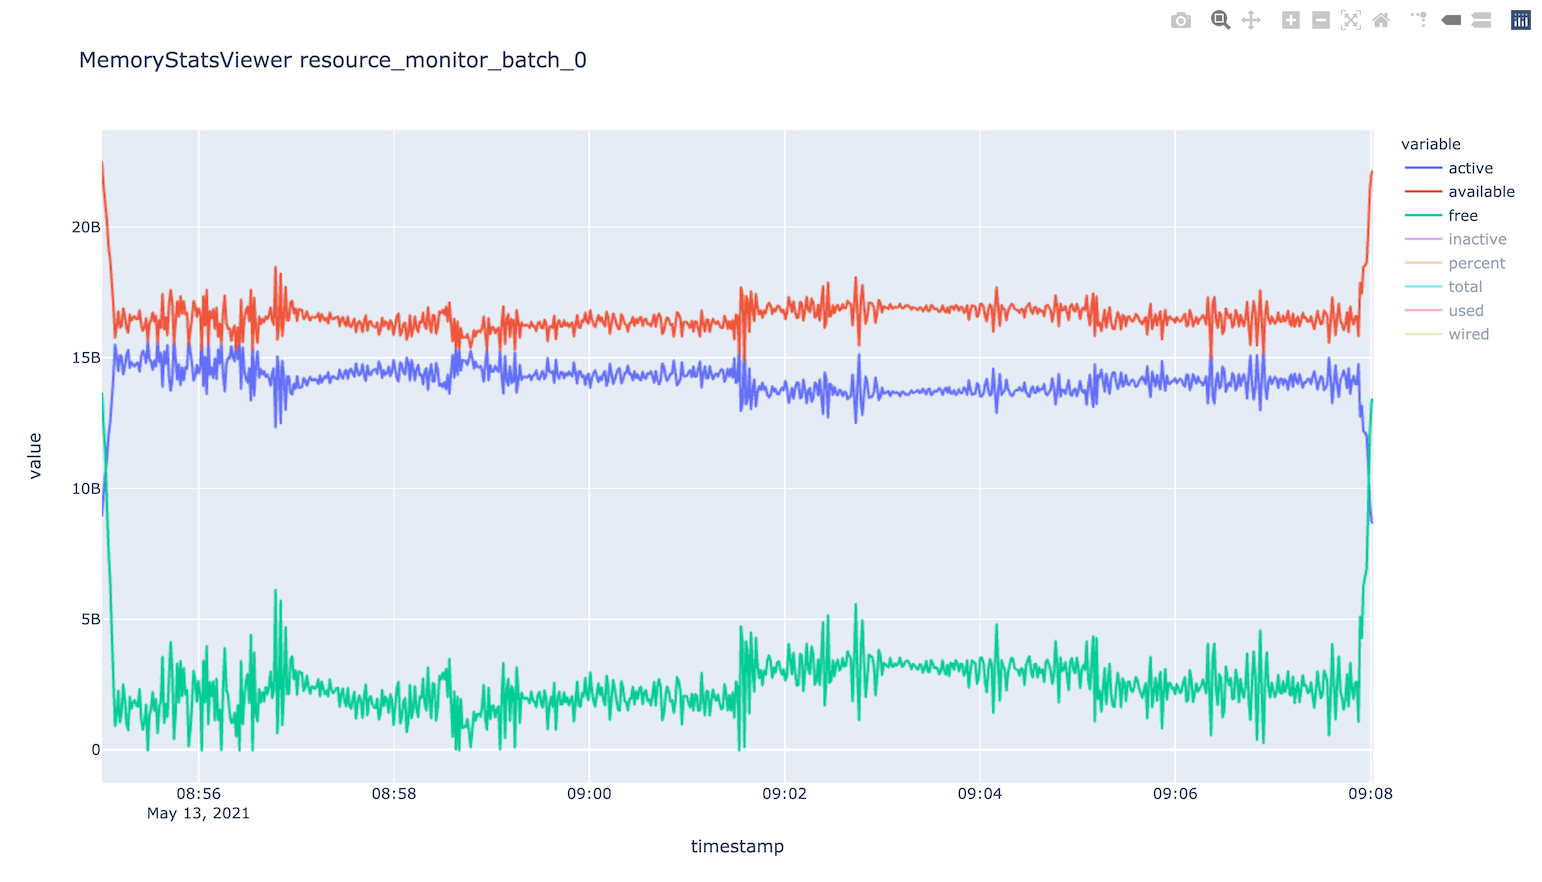 MemoryStatsViewer resource_monitor_batch_0
variable
active
available
free
inactive
percent
total
used
wired
value
20B
15B
10B
5B
0
08:56
08:58
09:00
09:02
09:04
09:06
09:08
May 13, 2021
timestamp